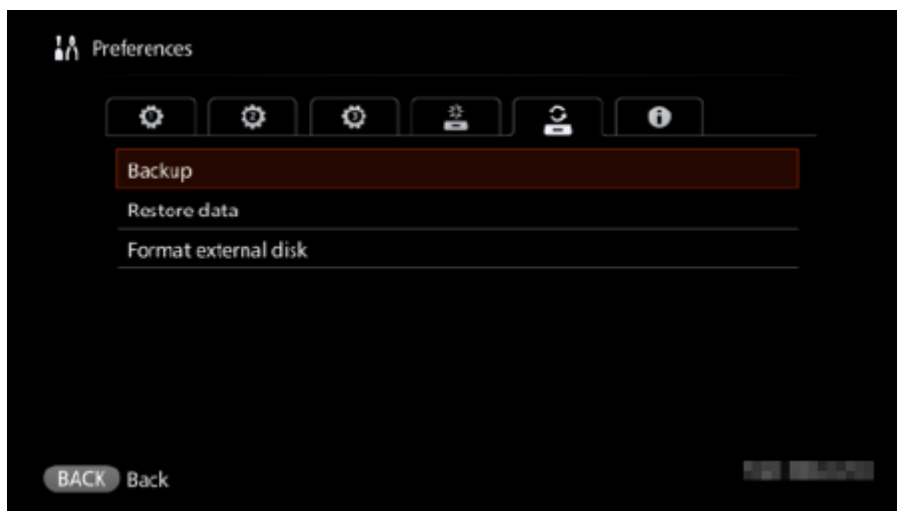 Preferences
Backup
Restore data
Format external disk
BACK Back